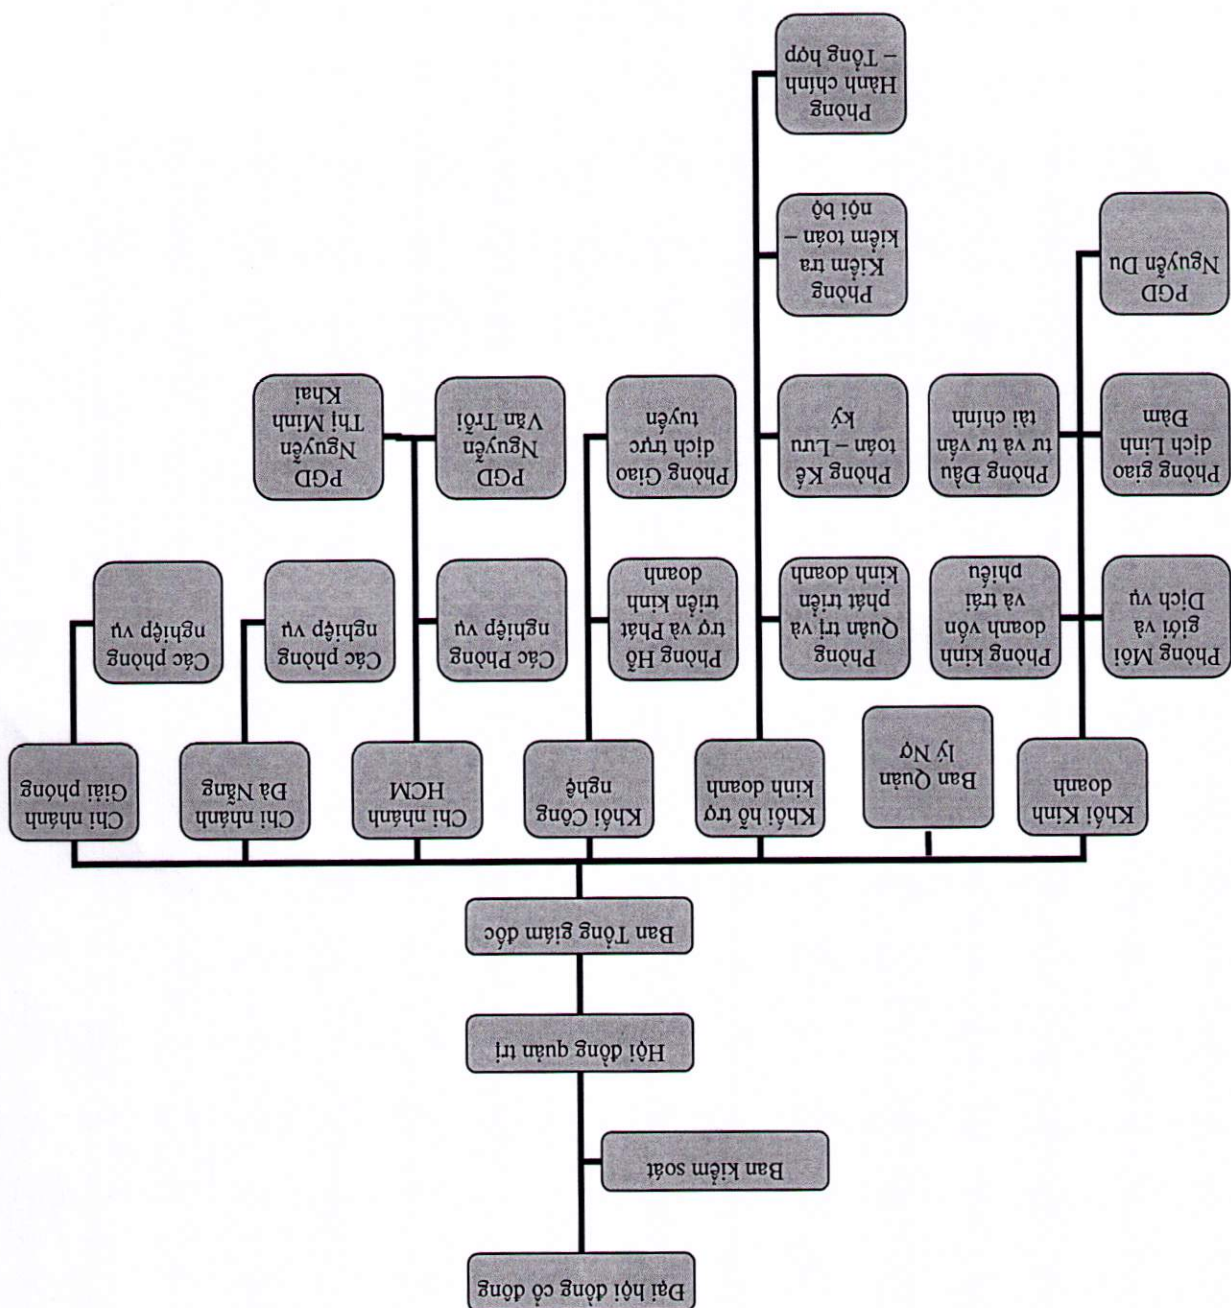 Đại hội đồng cổ đông
Ban kiểm soát
Hội đồng quản trị
Ban Tổng giám đốc
Khối Kinh
doanh
Ban Quản
lý Nợ
Khối hỗ trợ
kinh doanh
Khối Công
nghệ
Chi nhánh
HCM
Chi nhánh
Đà Nẵng
Chi nhánh
Giải phóng
Phòng Môi
giới và
Dịch vụ
Phòng kinh
doanh vốn
và trái
phiếu
Phòng
Quản trị và
phát triển
kinh doanh
Phòng Hỗ
trợ và Phát
triển kinh
doanh
Các Phòng
nghiệp vụ
Các phòng
nghiệp vụ
Các phòng
nghiệp vụ
Phòng giao
dịch Linh
Đàm
Phòng Đầu
tư và tư vấn
tài chính
Phòng Kế
toán – Lưu
ký
Phòng Giao
dịch trực
tuyến
PGD
Nguyễn
Văn Trỗi
PGD
Nguyễn
Thị Minh
Khai
PGD
Nguyễn Du
Phòng
Kiểm tra
kiểm toán –
nội bộ
Phòng
Hành chính
– Tổng hợp